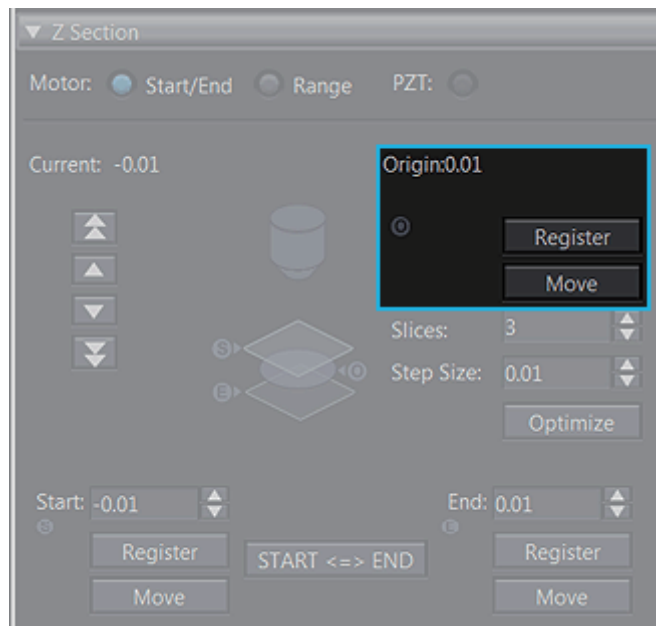 Z Section
Motor: Start/End Range PZT:
Current: -0.01
Origin:0.01
O
Register
Move
S
O
E
Slices: 3
Step Size: 0.01
Optimize
Start: -0.01
S
Register
Move
START <=> END
End: 0.01
E
Register
Move